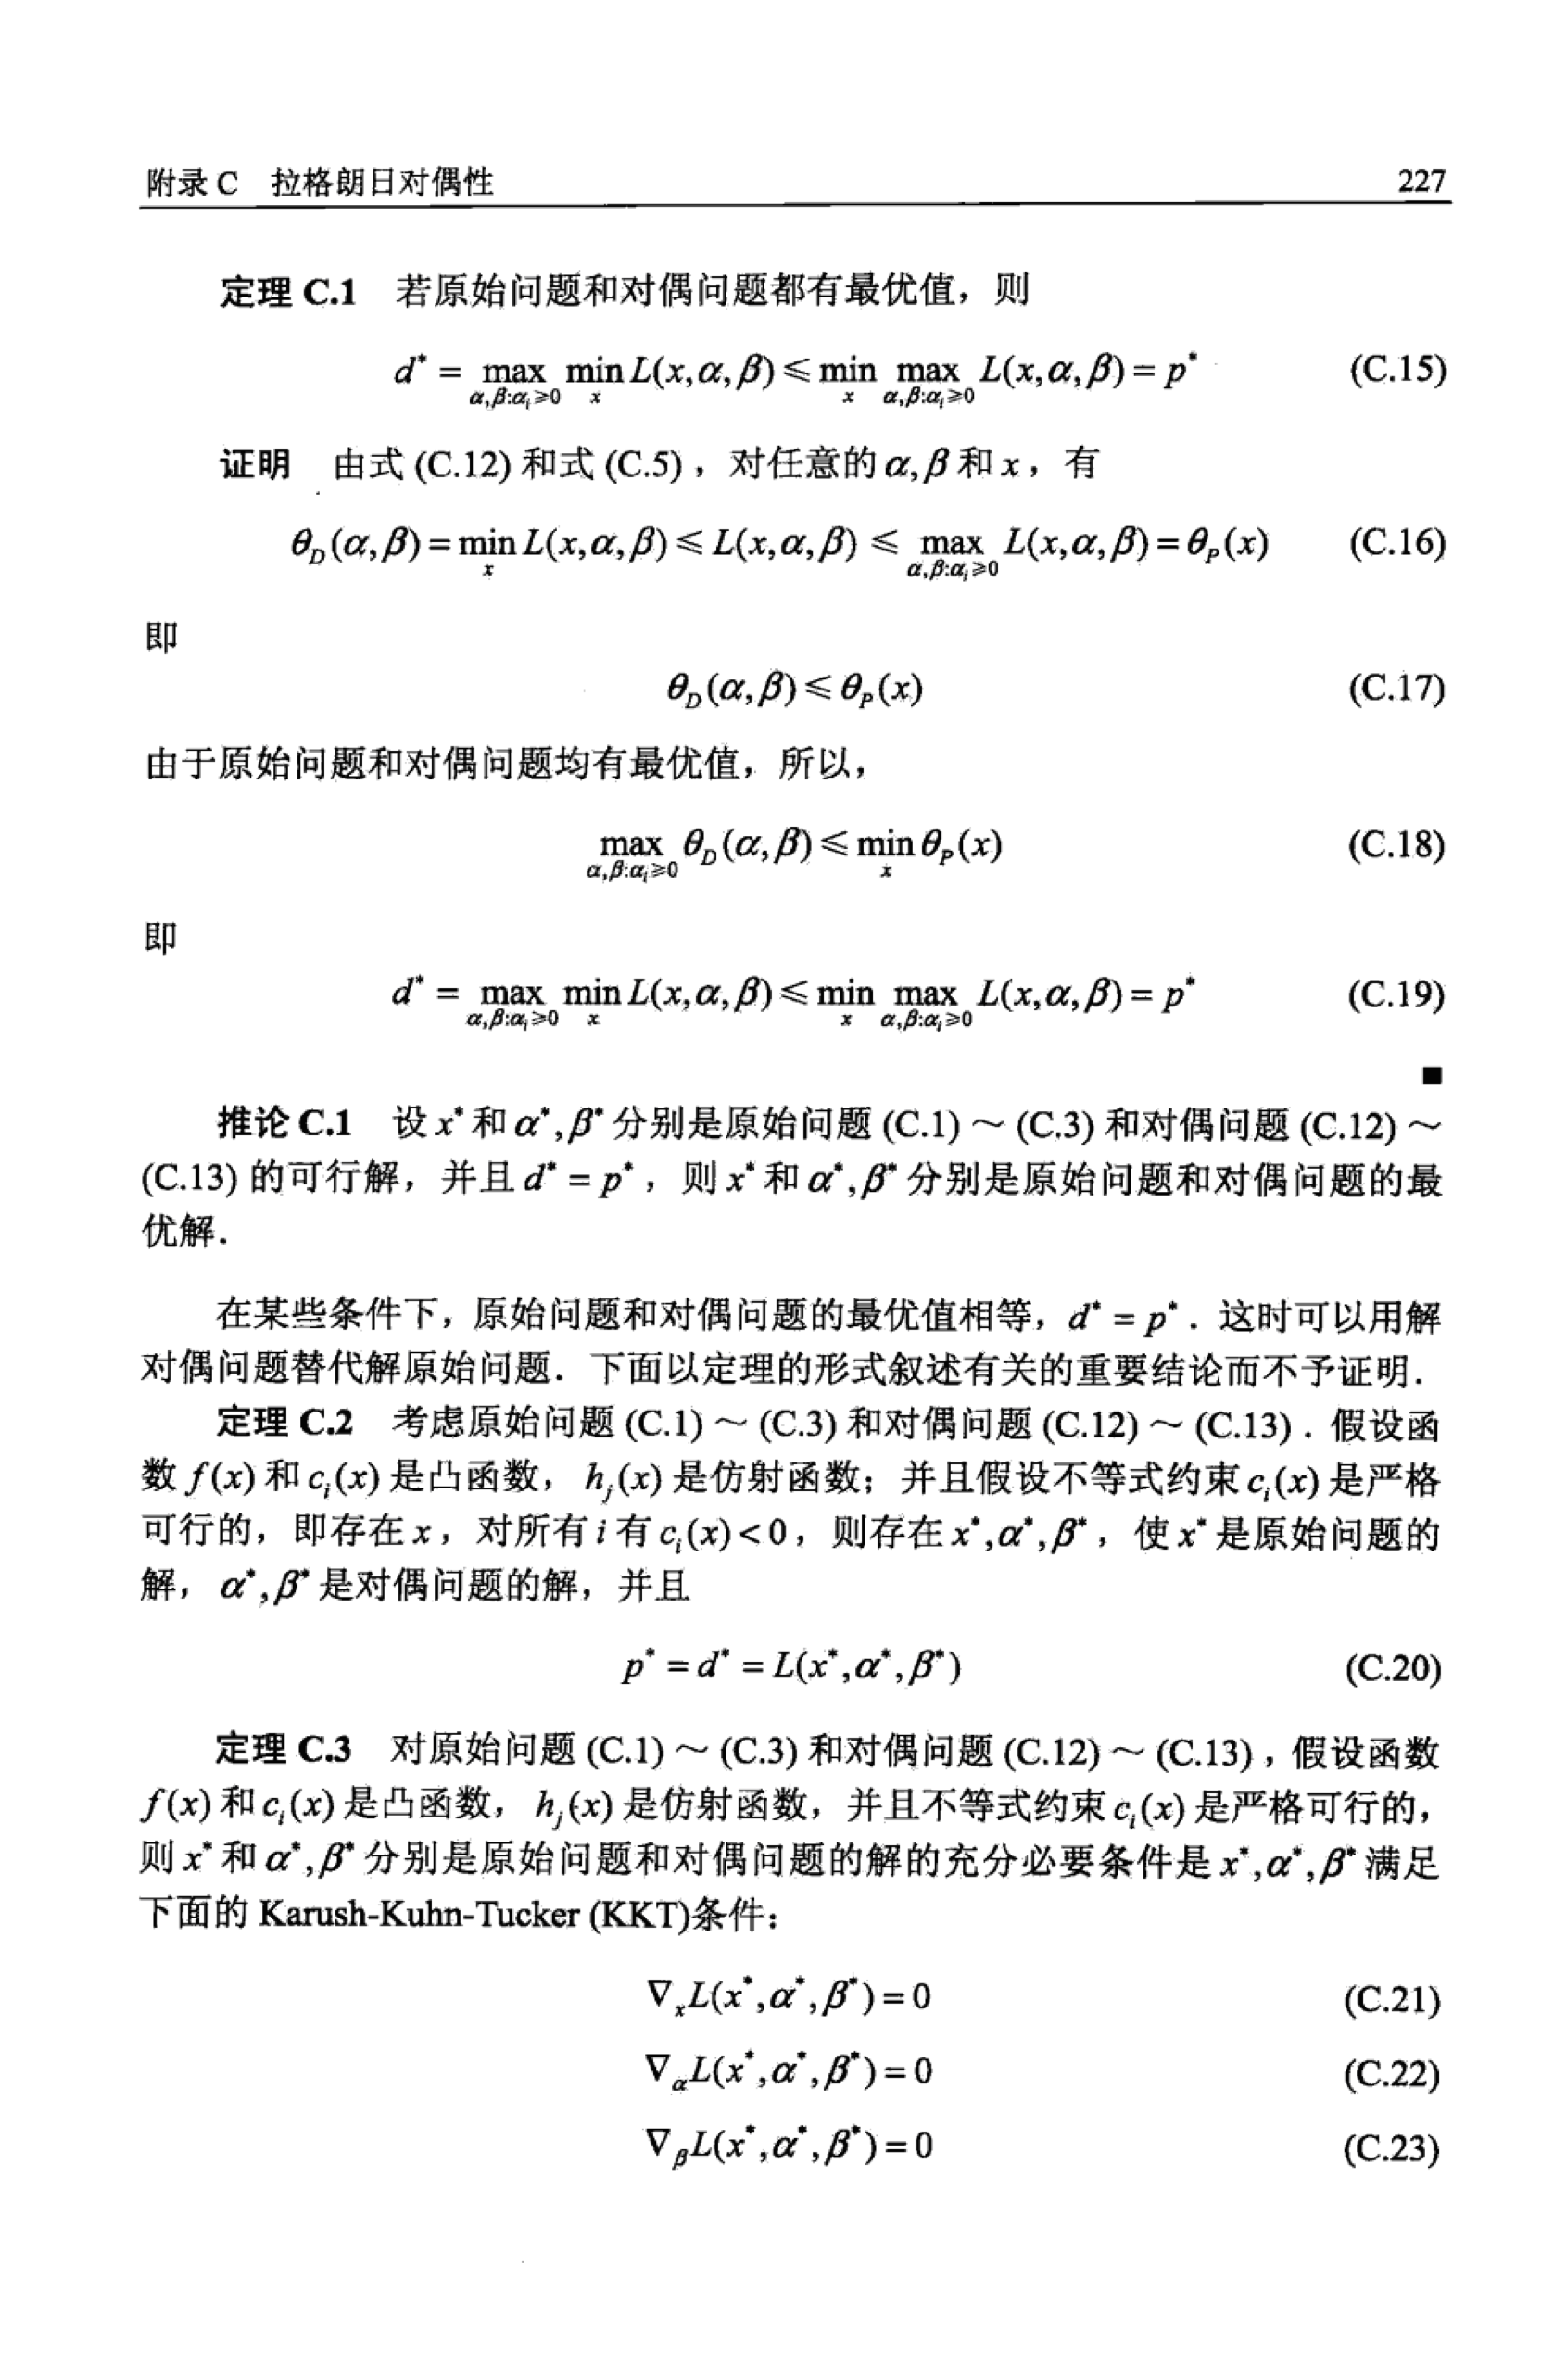 附录 C　拉格朗日对偶性　227
定理 C.1　若原始问题和对偶问题都有最优值，则
$d^* = \max_{\alpha,\beta:\alpha_i \geqslant 0} \min_x L(x,\alpha,\beta) \leqslant \min_x \max_{\alpha,\beta:\alpha_i \geqslant 0} L(x,\alpha,\beta) = p^*$　(C.15)
证明　由式 (C.12) 和式 (C.5)，对任意的 $\alpha,\beta$ 和 $x$，有
$\theta_D(\alpha,\beta) = \min_x L(x,\alpha,\beta) \leqslant L(x,\alpha,\beta) \leqslant \max_{\alpha,\beta:\alpha_i \geqslant 0} L(x,\alpha,\beta) = \theta_P(x)$　(C.16)
即
$\theta_D(\alpha,\beta) \leqslant \theta_P(x)$　(C.17)
由于原始问题和对偶问题均有最优值，所以，
$\max_{\alpha,\beta:\alpha_i \geqslant 0} \theta_D(\alpha,\beta) \leqslant \min_x \theta_P(x)$　(C.18)
即
$d^* = \max_{\alpha,\beta:\alpha_i \geqslant 0} \min_x L(x,\alpha,\beta) \leqslant \min_x \max_{\alpha,\beta:\alpha_i \geqslant 0} L(x,\alpha,\beta) = p^*$　(C.19)
■
推论 C.1　设 $x^*$ 和 $\alpha^*,\beta^*$ 分别是原始问题 (C.1)～(C.3) 和对偶问题 (C.12)～
(C.13) 的可行解，并且 $d^* = p^*$，则 $x^*$ 和 $\alpha^*,\beta^*$ 分别是原始问题和对偶问题的最
优解．
在某些条件下，原始问题和对偶问题的最优值相等，$d^* = p^*$．这时可以用解
对偶问题替代解原始问题．下面以定理的形式叙述有关的重要结论而不予证明．
定理 C.2　考虑原始问题 (C.1)～(C.3) 和对偶问题 (C.12)～(C.13)．假设函
数 $f(x)$ 和 $c_i(x)$ 是凸函数，$h_j(x)$ 是仿射函数；并且假设不等式约束 $c_i(x)$ 是严格
可行的，即存在 $x$，对所有 $i$ 有 $c_i(x)<0$，则存在 $x^*,\alpha^*,\beta^*$，使 $x^*$ 是原始问题的
解，$\alpha^*,\beta^*$ 是对偶问题的解，并且
$p^* = d^* = L(x^*,\alpha^*,\beta^*)$　(C.20)
定理 C.3　对原始问题 (C.1)～(C.3) 和对偶问题 (C.12)～(C.13)，假设函数
$f(x)$ 和 $c_i(x)$ 是凸函数，$h_j(x)$ 是仿射函数，并且不等式约束 $c_i(x)$ 是严格可行的，
则 $x^*$ 和 $\alpha^*,\beta^*$ 分别是原始问题和对偶问题的解的充分必要条件是 $x^*,\alpha^*,\beta^*$ 满足
下面的 Karush-Kuhn-Tucker (KKT)条件：
$\nabla_x L(x^*,\alpha^*,\beta^*) = 0$　(C.21)
$\nabla_\alpha L(x^*,\alpha^*,\beta^*) = 0$　(C.22)
$\nabla_\beta L(x^*,\alpha^*,\beta^*) = 0$　(C.23)